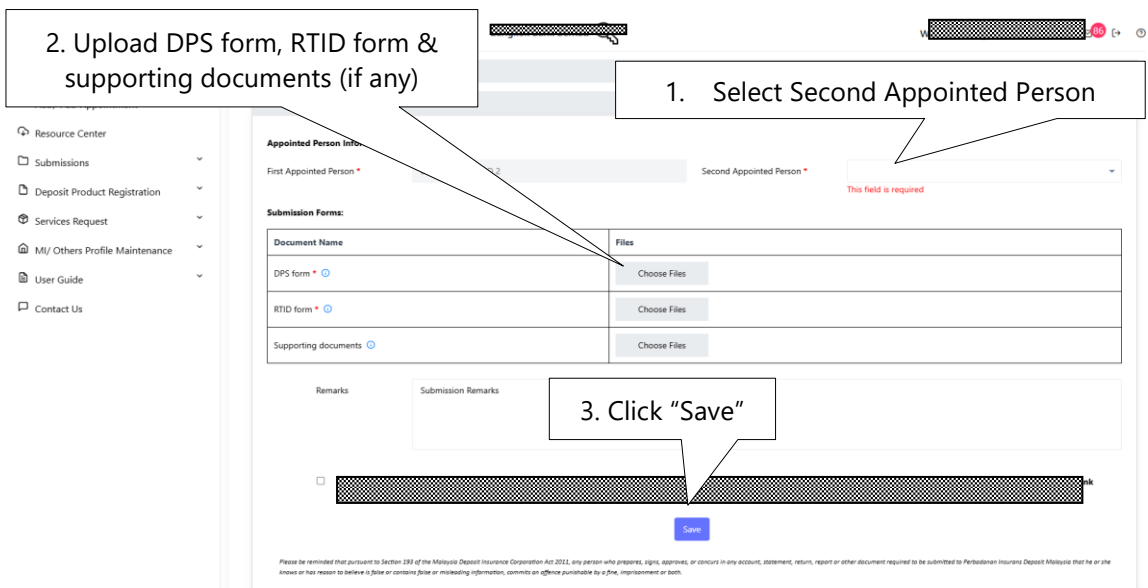 2. Upload DPS form, RTID form &
supporting documents (if any)
86
1. Select Second Appointed Person
Resource Center
Submissions
Deposit Product Registration
Services Request
MI/ Others Profile Maintenance
User Guide
Contact Us
Appointed Person
First Appointed Person *
Second Appointed Person *
This field is required
Submission Forms:
Document Name Files
DPS form * Choose Files
RTID form * Choose Files
Supporting documents Choose Files
Remarks Submission Remarks
3. Click “Save”
Save
Please be reminded that pursuant to Section 193 of the Malaysia Deposit Insurance Corporation Act 2011, any person who prepares, signs, approves, or concurs in any account, statement, return, report or other document required to be submitted to Perbadanan Insurans Deposit Malaysia that he or she
knows or has reason to believe is false or contains false or misleading information, commits an offence punishable by a fine, imprisonment or both.